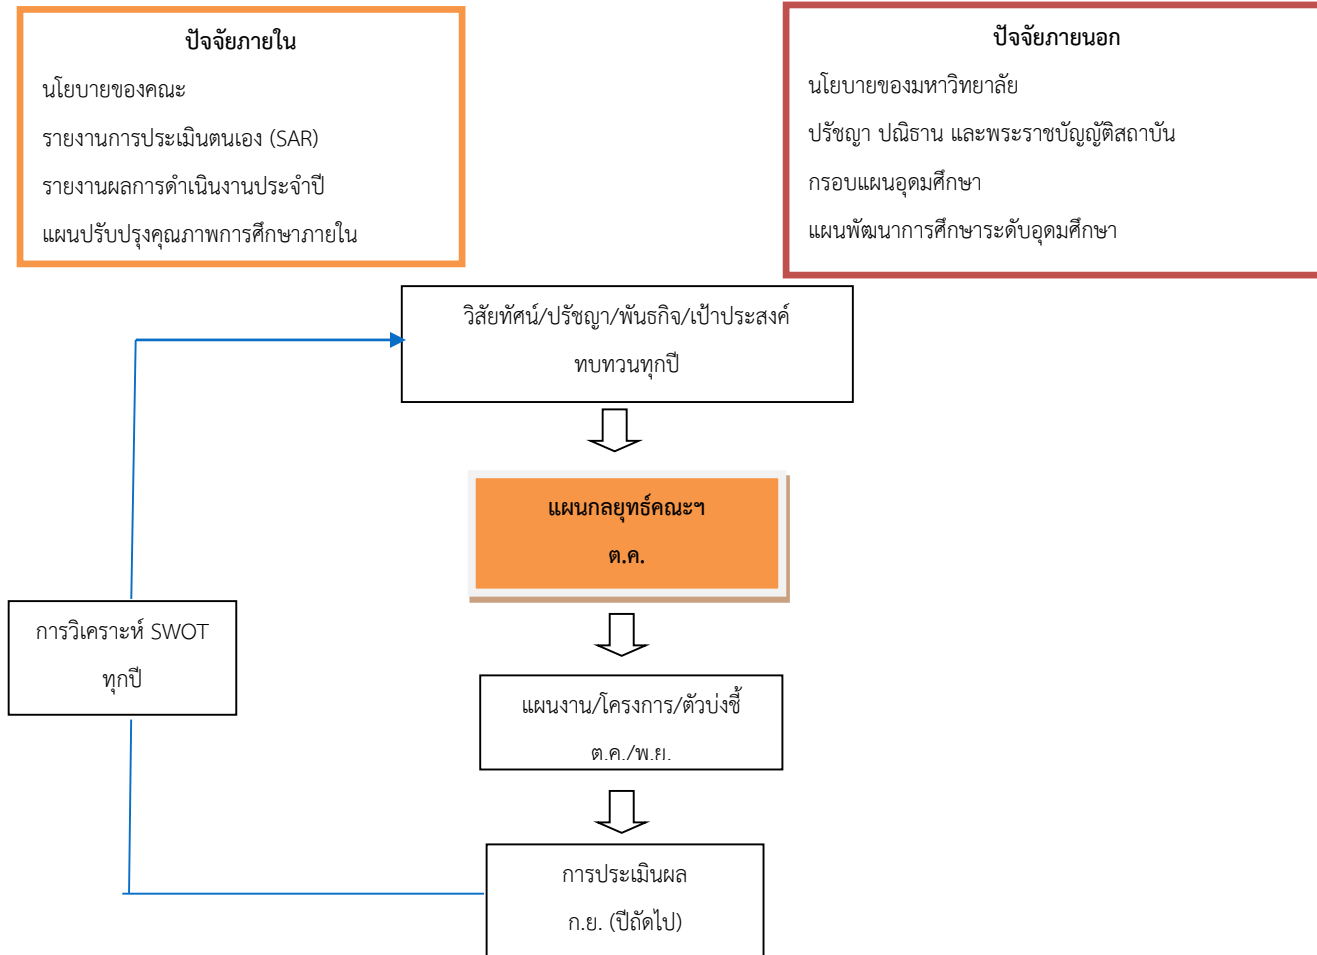 ปัจจัยภายใน
นโยบายของคณะ
รายงานการประเมินตนเอง (SAR)
รายงานผลการดำเนินงานประจำปี
แผนปรับปรุงคุณภาพการศึกษาภายใน
ปัจจัยภายนอก
นโยบายของมหาวิทยาลัย
ปรัชญา ปณิธาน และพระราชบัญญัติสถาบัน
กรอบแผนอุดมศึกษา
แผนพัฒนาการศึกษาระดับอุดมศึกษา
วิสัยทัศน์/ปรัชญา/พันธกิจ/เป้าประสงค์
ทบทวนทุกปี
แผนกลยุทธ์คณะฯ
ต.ค.
การวิเคราะห์ SWOT
ทุกปี
แผนงาน/โครงการ/ตัวบ่งชี้
ต.ค./พ.ย.
การประเมินผล
ก.ย. (ปีถัดไป)